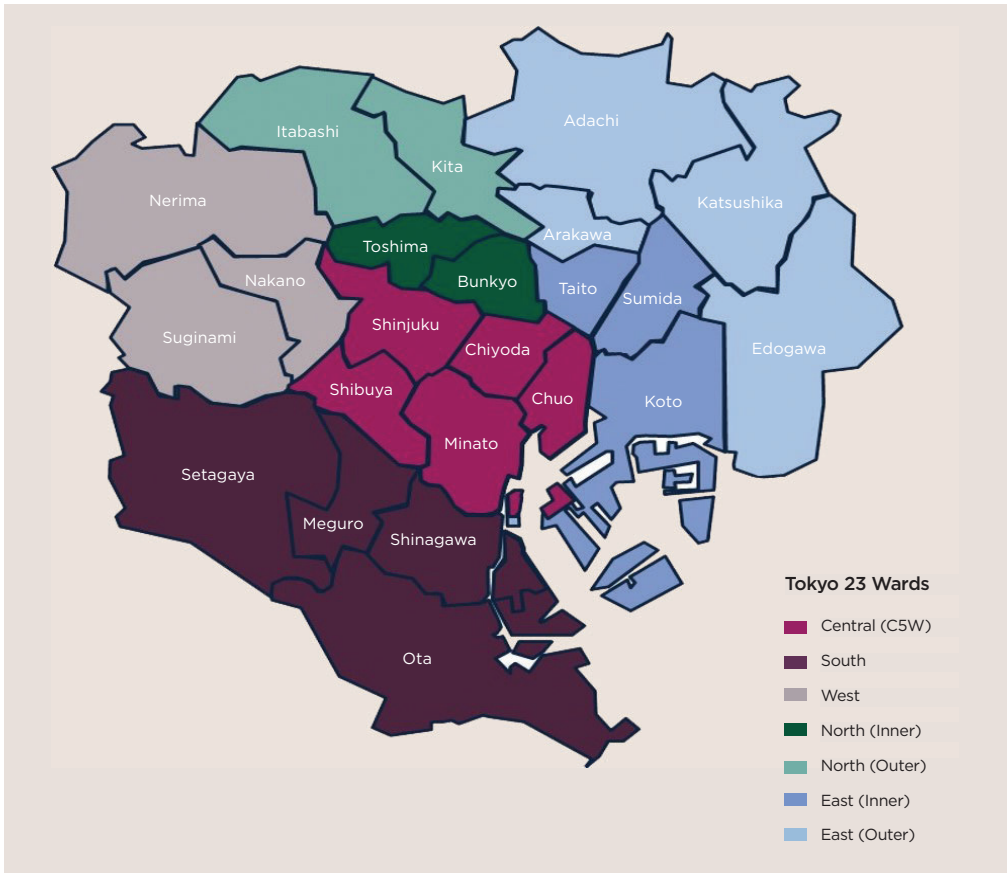 Adachi
Itabashi
Kita
Nerima
Katsushika
Arakawa
Toshima
Nakano
Bunkyo
Taito
Sumida
Shinjuku
Suginami
Chiyoda
Edogawa
Shibuya
Chuo
Koto
Minato
Setagaya
Meguro
Shinagawa
Ota
Tokyo 23 Wards
Central (C5W)
South
West
North (Inner)
North (Outer)
East (Inner)
East (Outer)